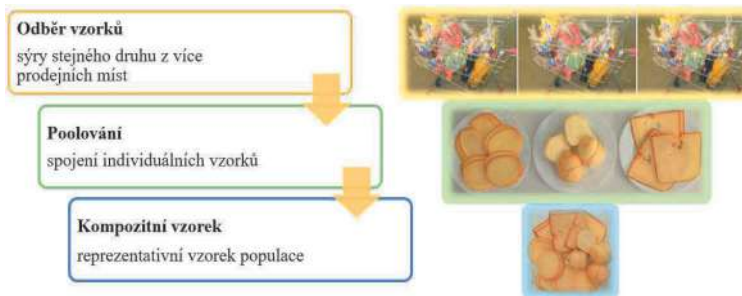 Odběr vzorků
sýry stejného druhu z více
prodejních míst
Poolování
spojení individuálních vzorků
Kompozitní vzorek
reprezentativní vzorek populace